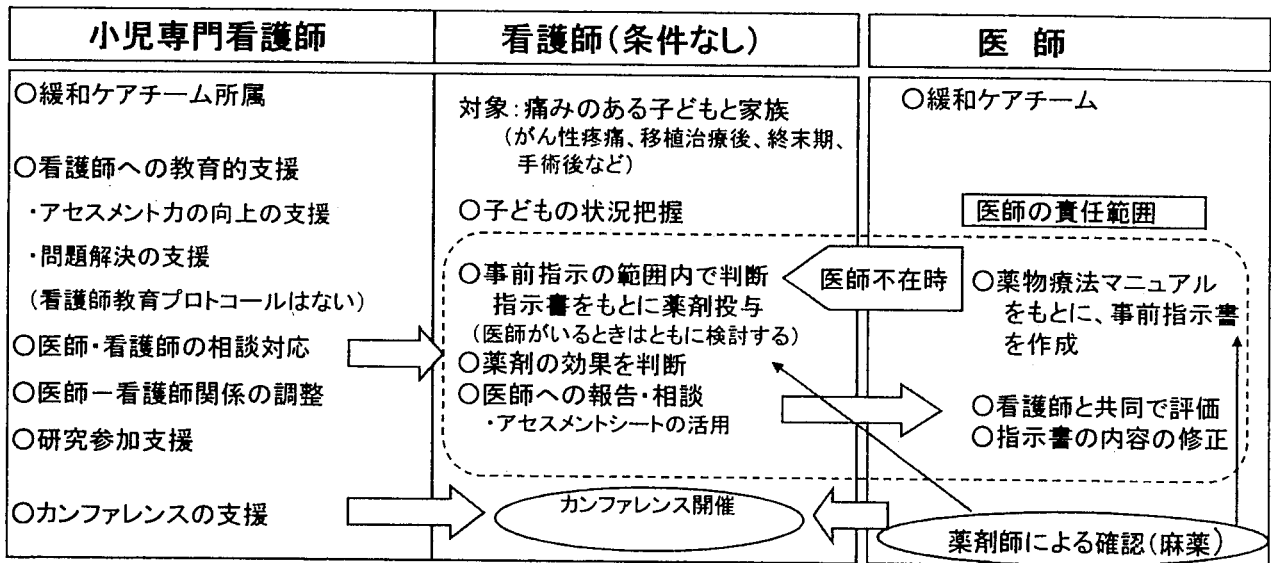 小児専門看護師
看護師(条件なし)
医 師
○緩和ケアチーム所属
○看護師への教育的支援
・アセスメント力の向上の支援
・問題解決の支援
(看護師教育プロトコールはない)
○医師・看護師の相談対応
○医師－看護師関係の調整
○研究参加支援
○カンファレンスの支援
対象:痛みのある子どもと家族
(がん性疼痛、移植治療後、終末期、
手術後など)
○子どもの状況把握
○事前指示の範囲内で判断
指示書をもとに薬剤投与
(医師がいるときはともに検討する)
○薬剤の効果を判断
○医師への報告・相談
・アセスメントシートの活用
カンファレンス開催
○緩和ケアチーム
医師の責任範囲
医師不在時
○薬物療法マニュアル
をもとに、事前指示書
を作成
○看護師と共同で評価
○指示書の内容の修正
薬剤師による確認(麻薬)